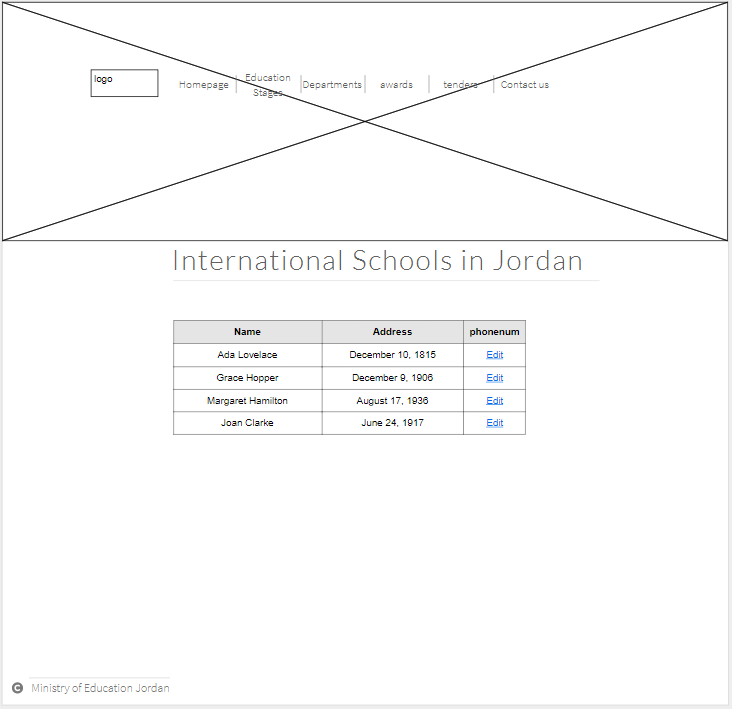 logo
Homepage Education Stages Departments awards tenders Contact us
International Schools in Jordan
Name Address phonenum
Ada Lovelace December 10, 1815 Edit
Grace Hopper December 9, 1906 Edit
Margaret Hamilton August 17, 1936 Edit
Joan Clarke June 24, 1917 Edit
C Ministry of Education Jordan